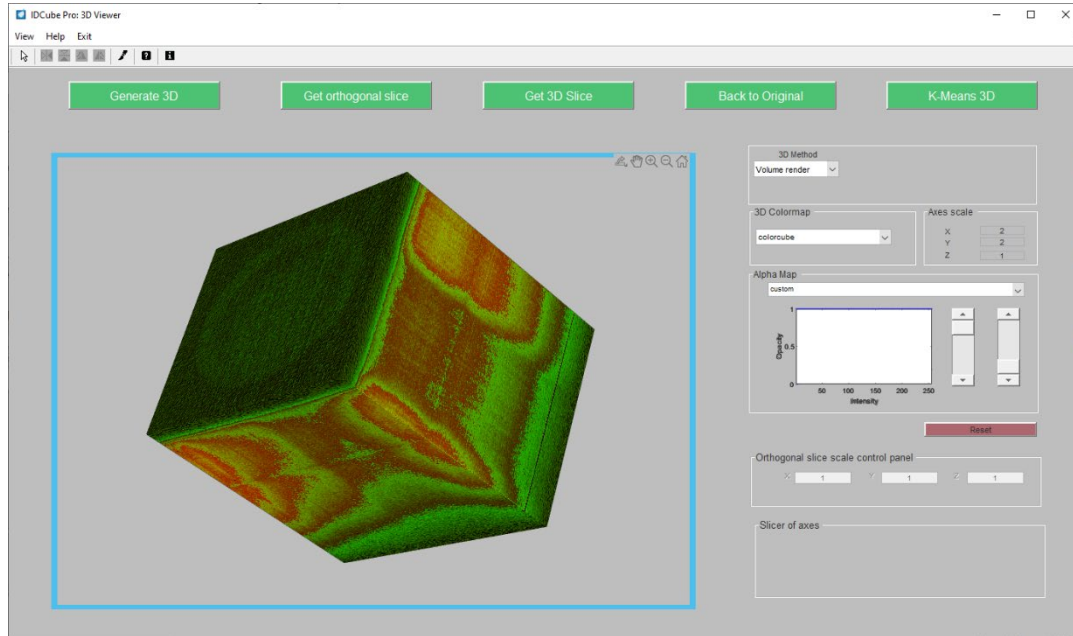 IDCube Pro: 3D Viewer
View Help Exit
Generate 3D
Get orthogonal slice
Get 3D Slice
Back to Original
K-Means 3D
3D Method
Volume render
3D Colormap
colorcube
Axes scale
X 2
Y 2
Z 1
Alpha Map
custom
1
0.5
0
Opacity
50 100 150 200 250
Intensity
Reset
Orthogonal slice scale control panel
X 1 Y 1 Z 1
Slicer of axes